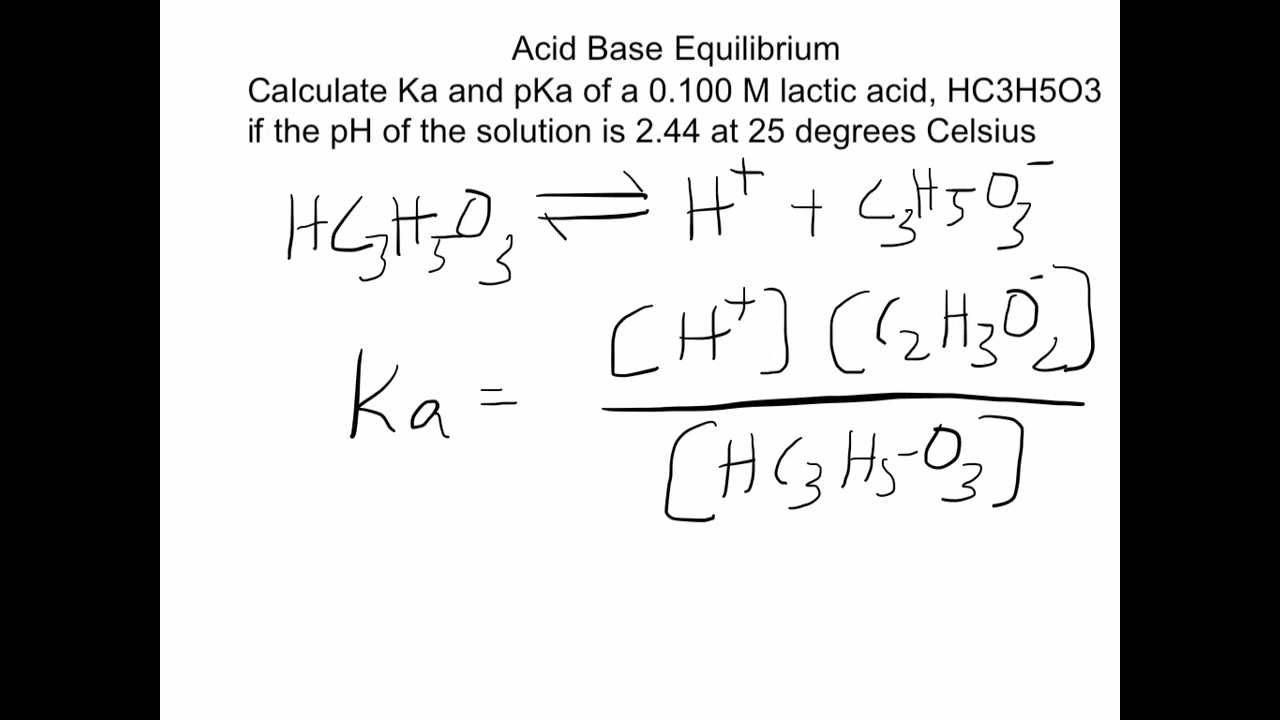 Acid Base Equilibrium
Calculate Ka and pKa of a 0.100 M lactic acid, HC3H5O3
if the pH of the solution is 2.44 at 25 degrees Celsius
HC₃H₅O₃ ⇌ H⁺ + C₃H₅O₃⁻
[H⁺] [C₂H₃O₂⁻]
Ka =
[HC₃H₅O₃]